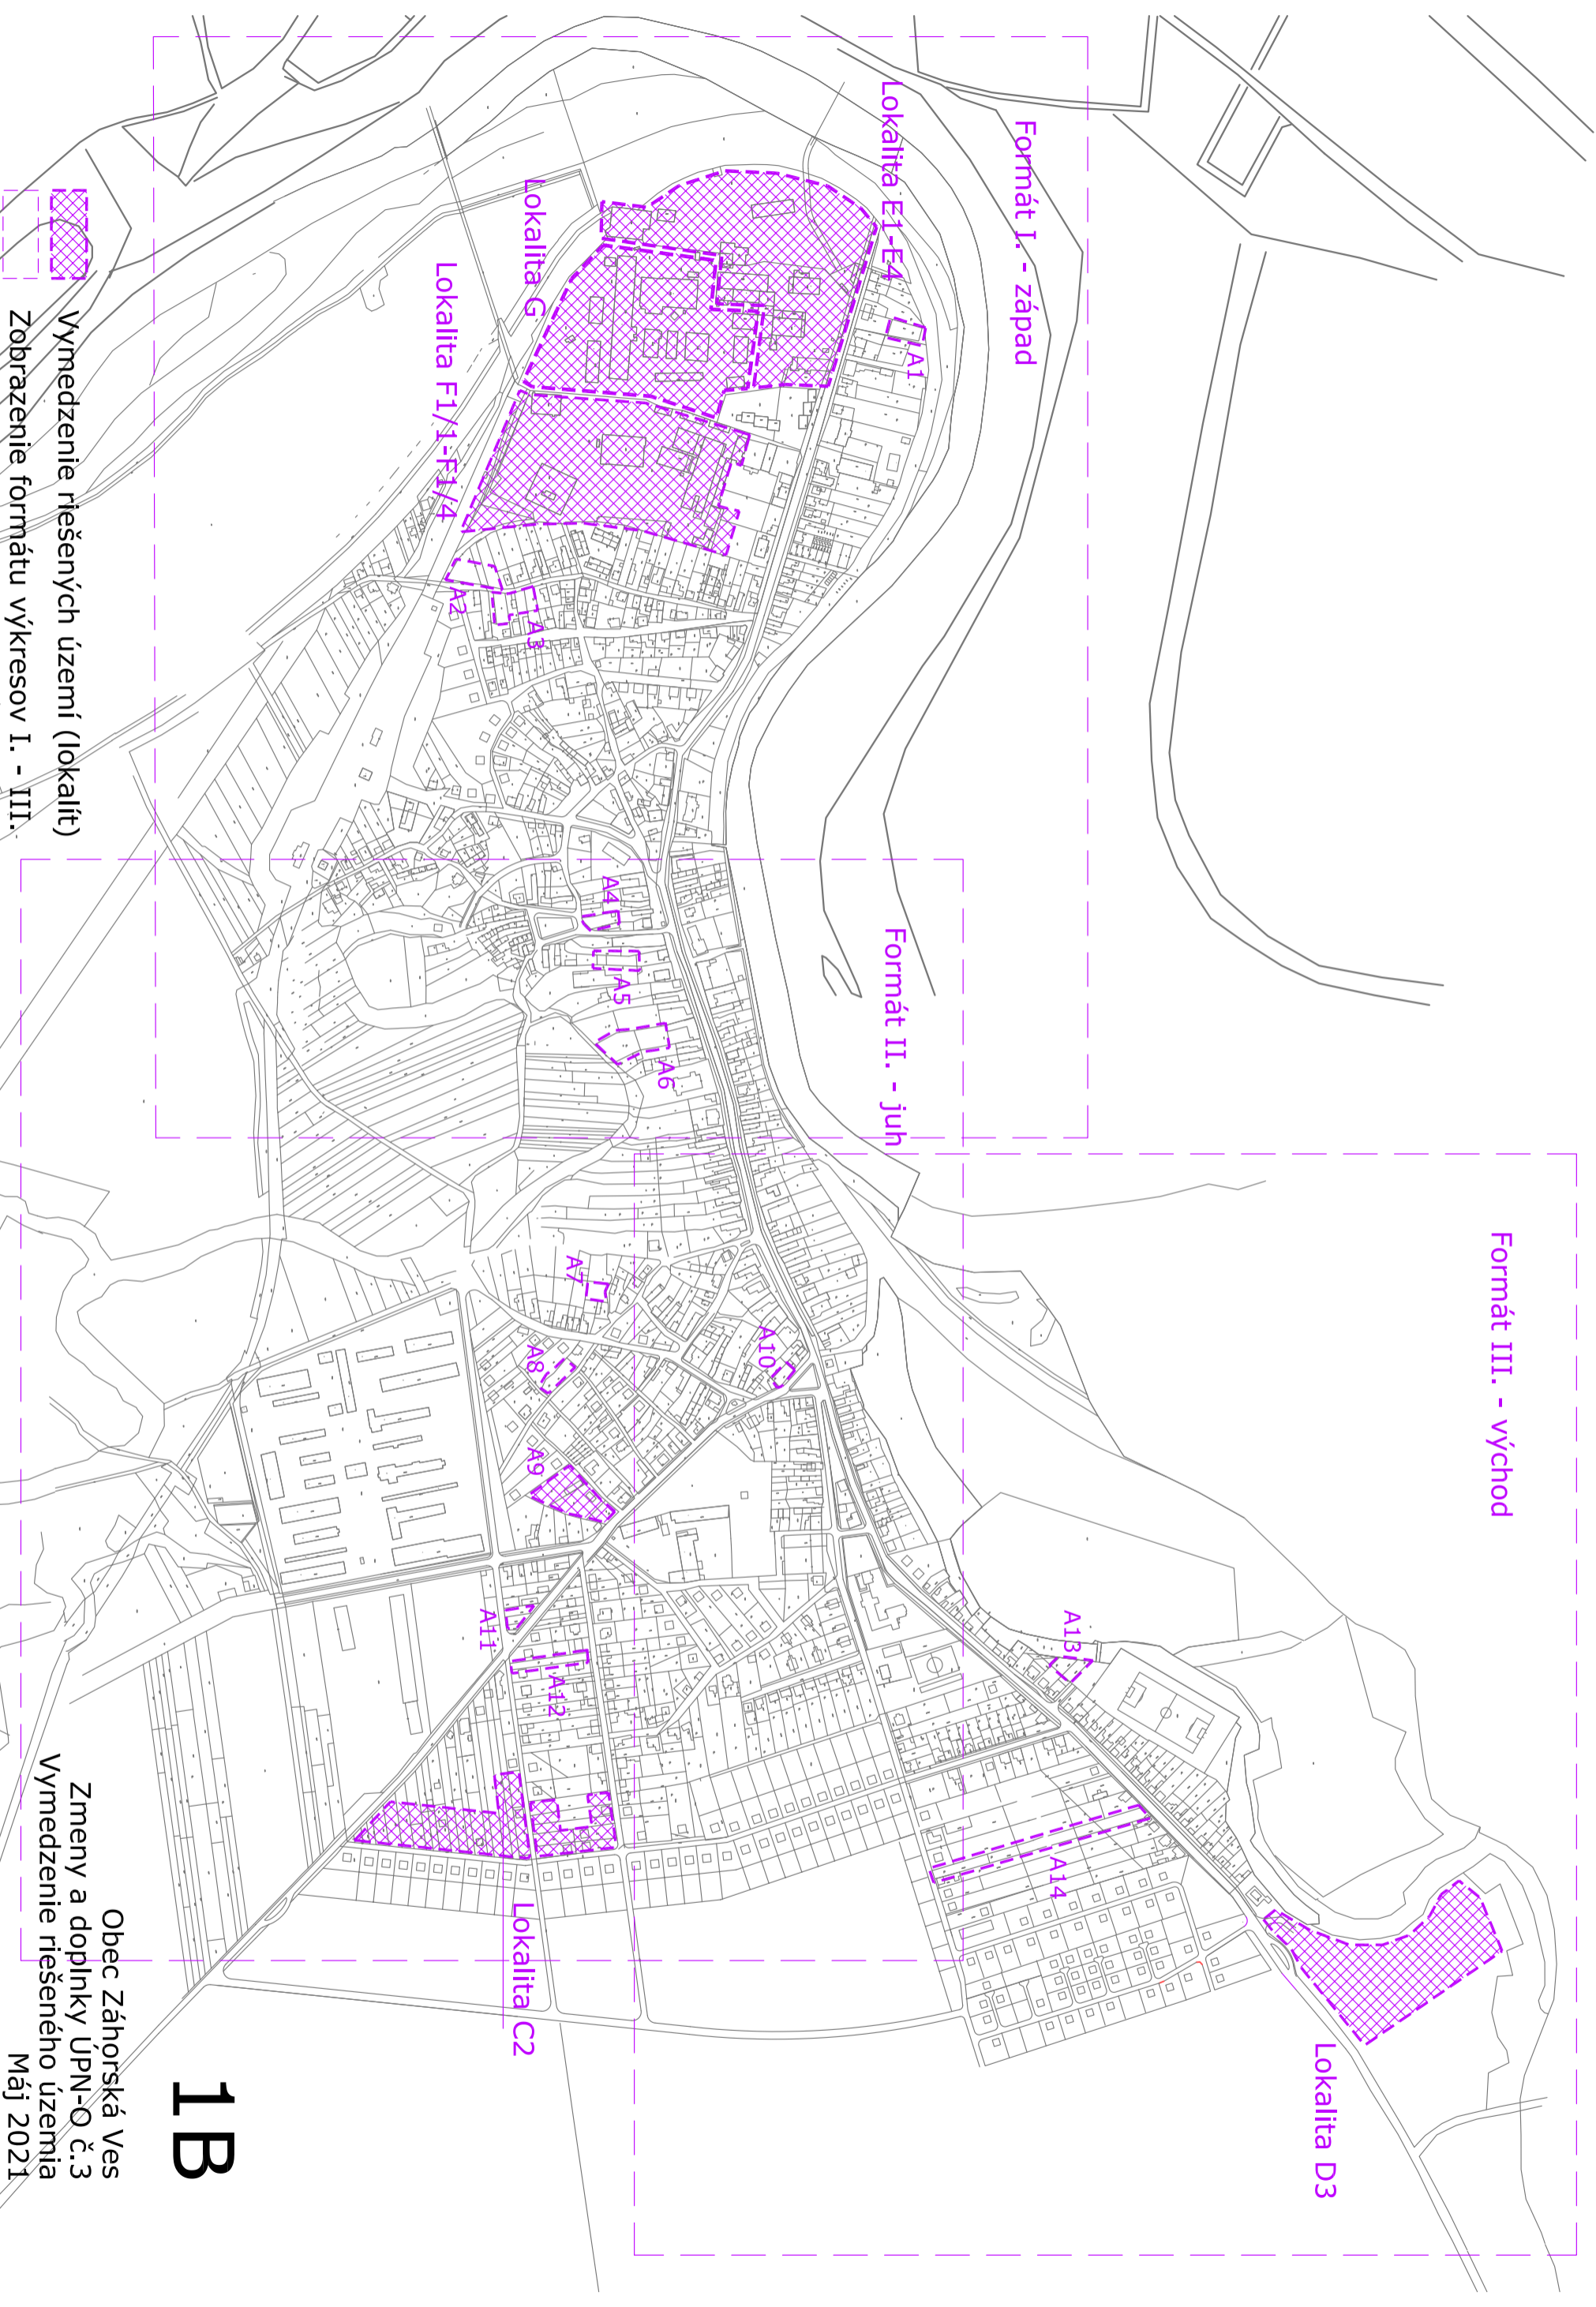 Formát I. - západ
Lokalita E1-E4
A1
Lokalita G
Lokalita F1/1-F1/4
A2
A3
Formát II. - juh
A4
A5
A6
Formát III. - východ
A7
A8
A9
A10
A11
A12
A13
A14
Lokalita C2
Lokalita D3
Vymedzenie riešených území (lokalít)
Zobrazenie formátu výkresov I. - III.
1B
Obec Záhorská Ves
Zmeny a doplnky ÚPN-O č.3
Vymedzenie riešeného územia
Máj 2021